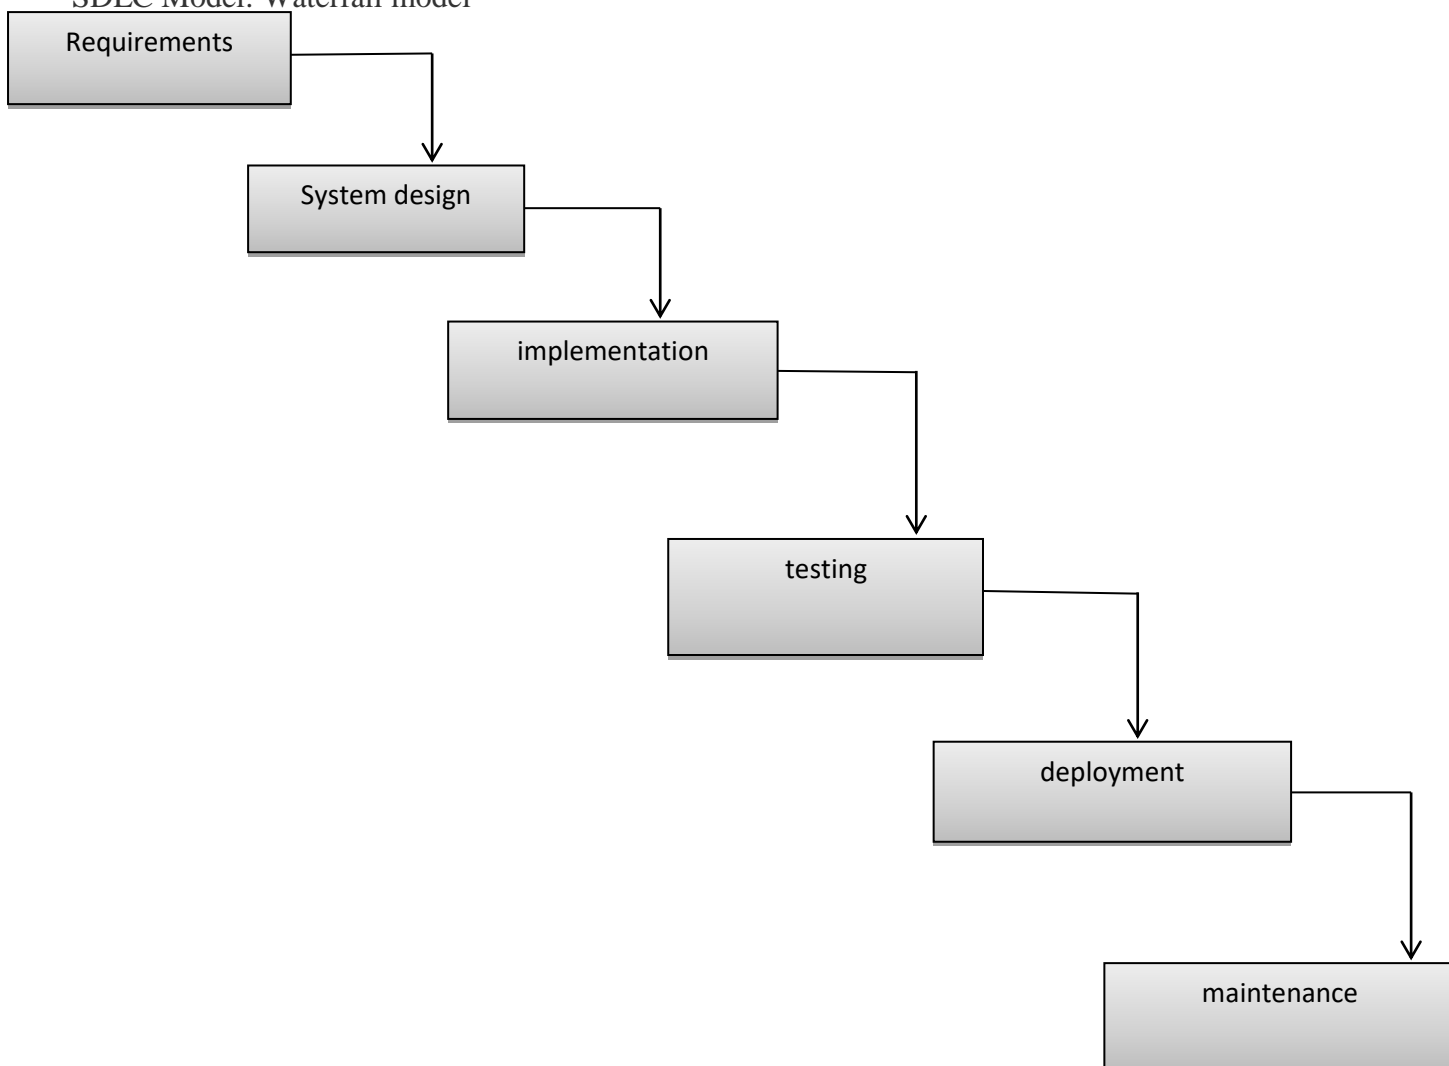 SDLC Model: Waterfall model
Requirements
System design
implementation
testing
deployment
maintenance